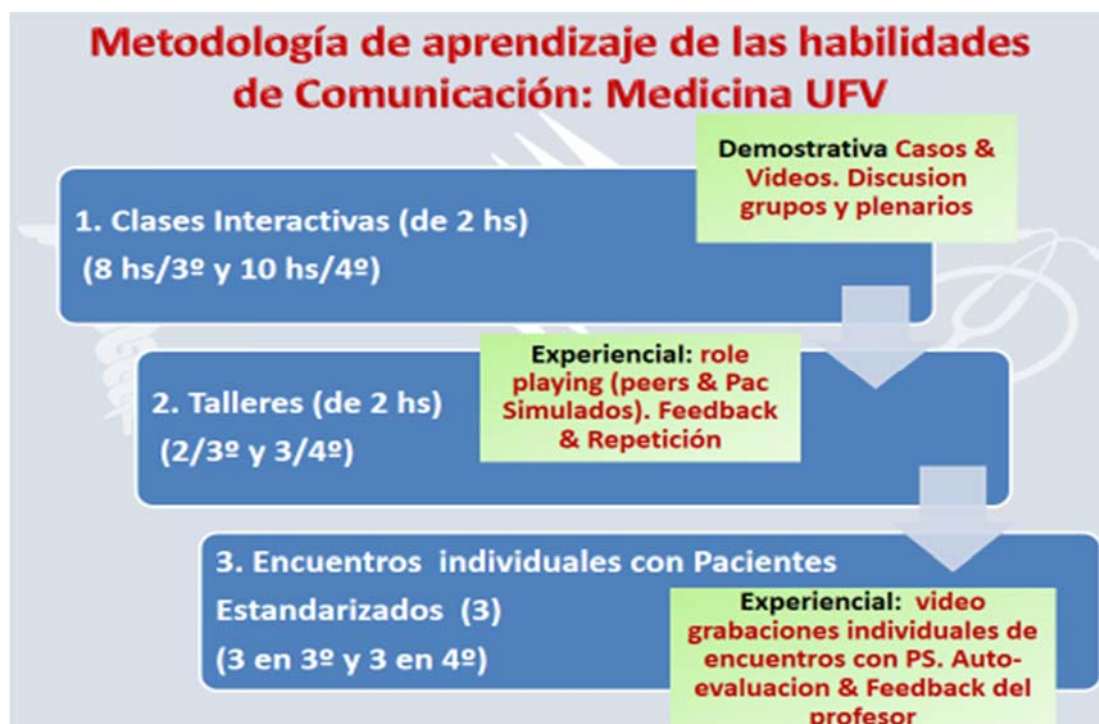 Metodología de aprendizaje de las habilidades
de Comunicación: Medicina UFV
Demostrativa Casos &
Videos. Discusion
grupos y plenarios
1. Clases Interactivas (de 2 hs)
(8 hs/3º y 10 hs/4º)
Experiencial: role
playing (peers & Pac
Simulados). Feedback
& Repetición
2. Talleres (de 2 hs)
(2/3º y 3/4º)
3. Encuentros individuales con Pacientes
Estandarizados (3)
(3 en 3º y 3 en 4º)
Experiencial: video
grabaciones individuales de
encuentros con PS. Auto-
evaluacion & Feedback del
profesor